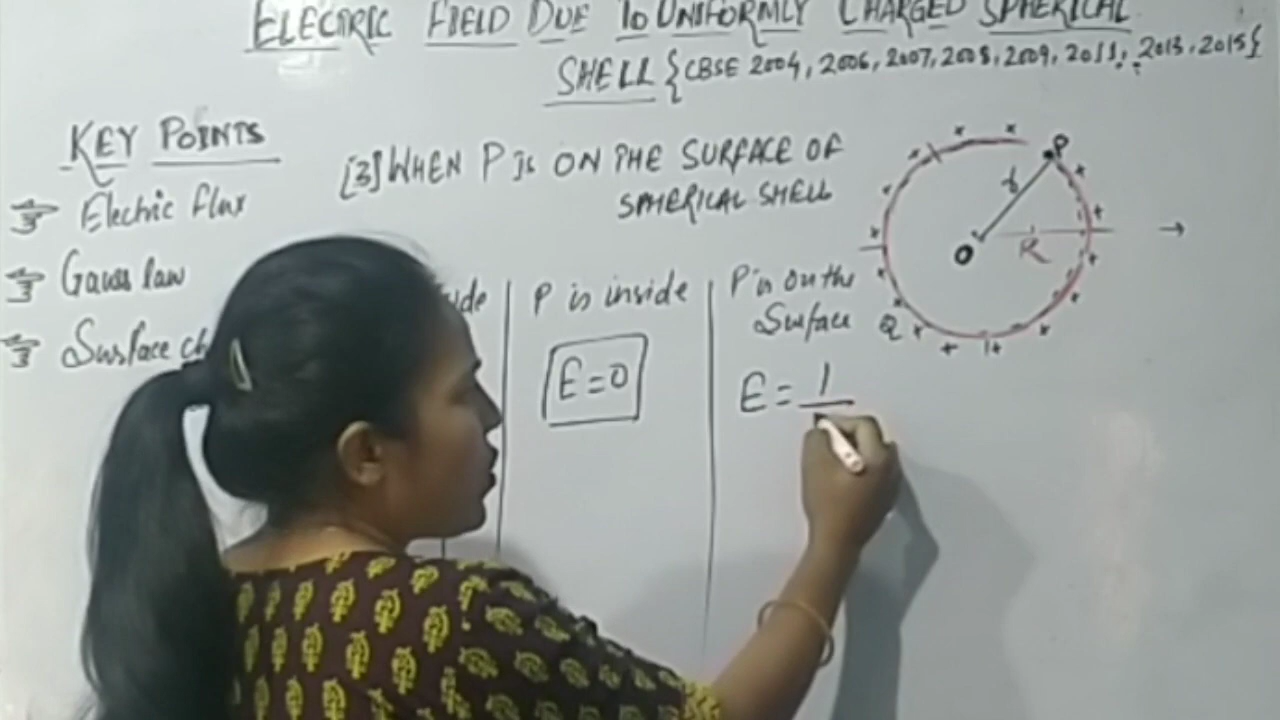 ELECTRIC FIELD DUE TO UNIFORMLY CHARGED SPHERICAL
SHELL {CBSE 2004, 2006, 2007, 2008, 2009, 2011, 2013, 2015}
KEY POINTS
Electric flux
Gauss law
Surface ch
[3] WHEN P IS ON THE SURFACE OF
SPHERICAL SHELL
P is inside
E = 0
P is on the
Surface
E = 1
P
r
O
R
Q